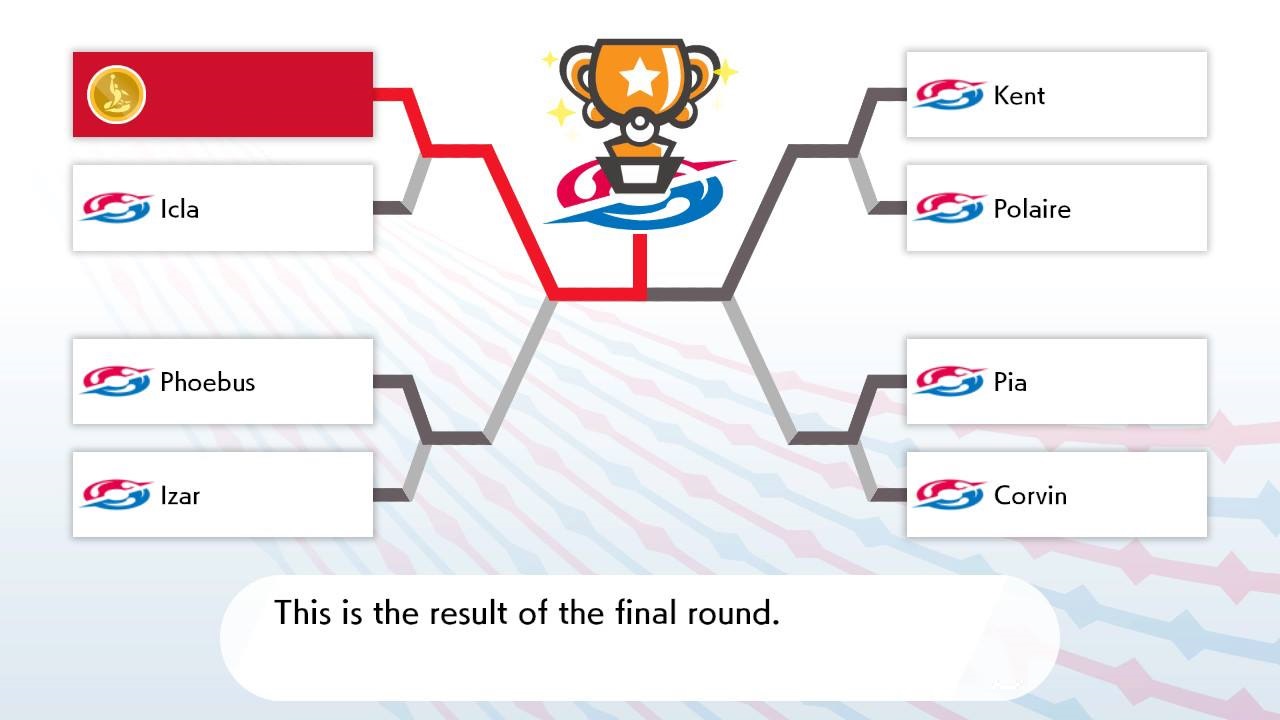 Kent
Icla
Polaire
Phoebus
Pia
Izar
Corvin
This is the result of the final round.